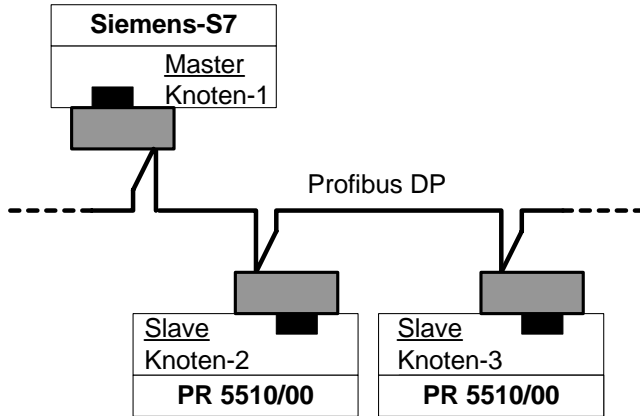 Siemens-S7
Master
Knoten-1
Profibus DP
Slave
Knoten-2
PR 5510/00
Slave
Knoten-3
PR 5510/00